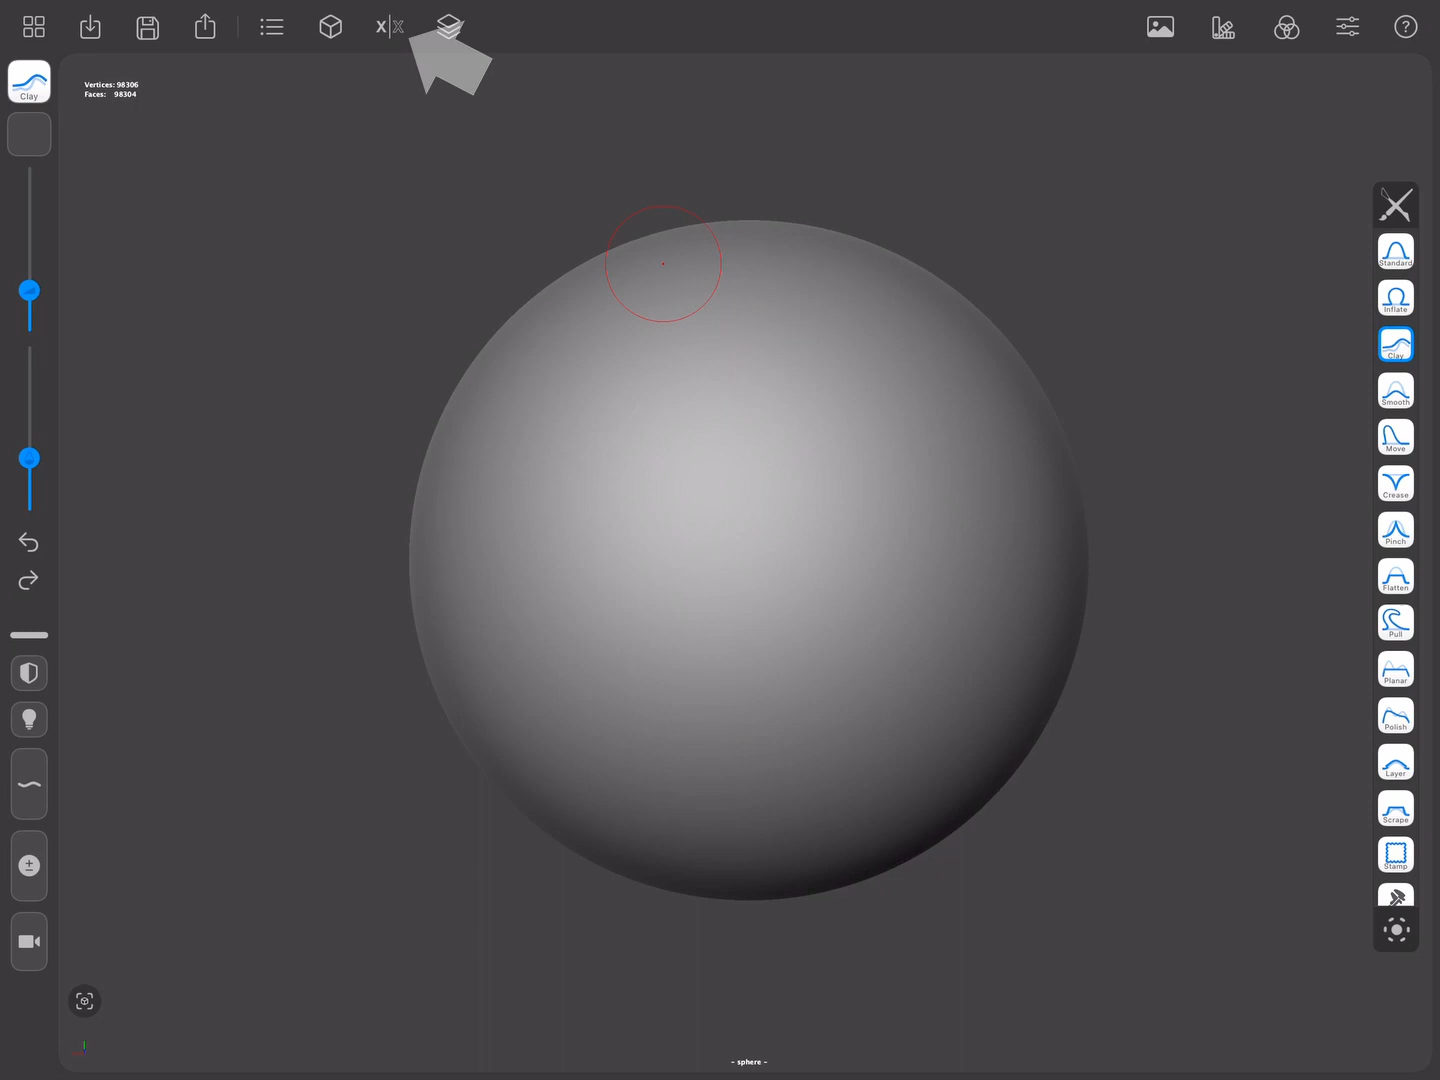 X|X
Clay
Vertices: 98306
Faces: 98304
Standard
Inflate
Clay
Smooth
Move
Crease
Pinch
Flatten
Pull
Planar
Polish
Layer
Scrape
Stamp
- sphere -